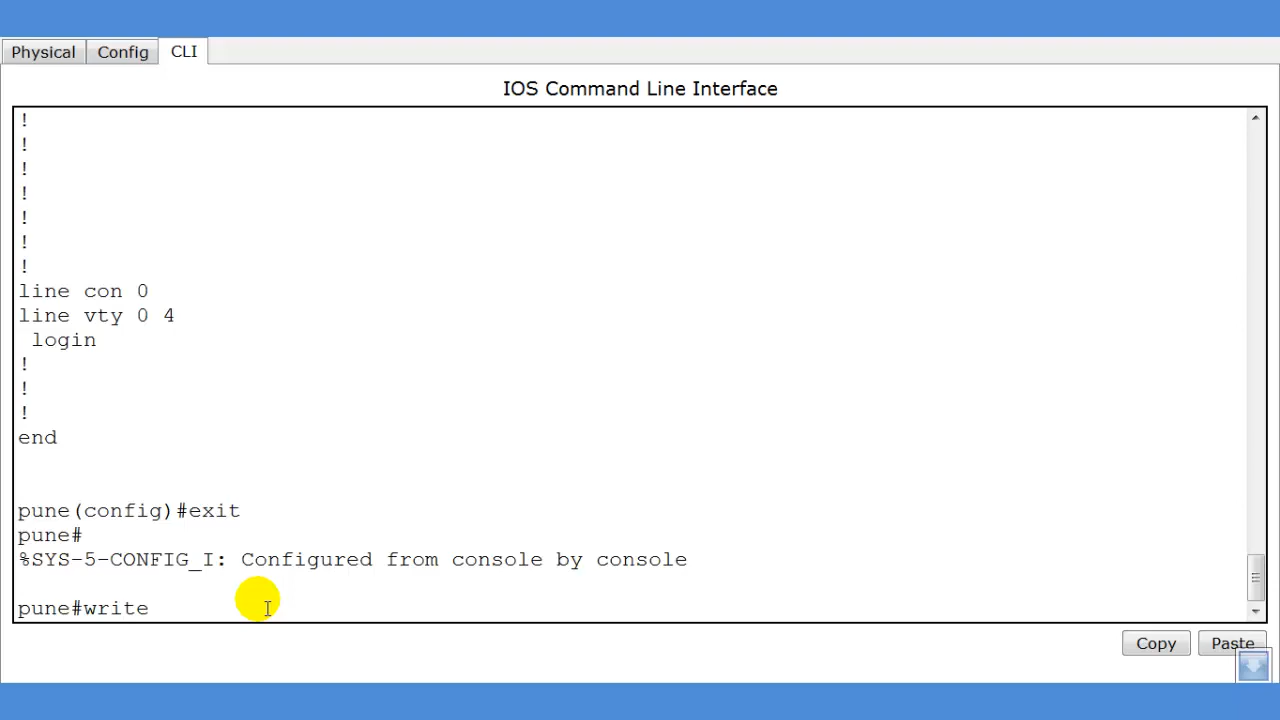 Physical Config CLI
IOS Command Line Interface
!
!
!
!
!
!
!
line con 0
line vty 0 4
 login
!
!
!
end
pune(config)#exit
pune#
%SYS-5-CONFIG_I: Configured from console by console
pune#write
Copy Paste